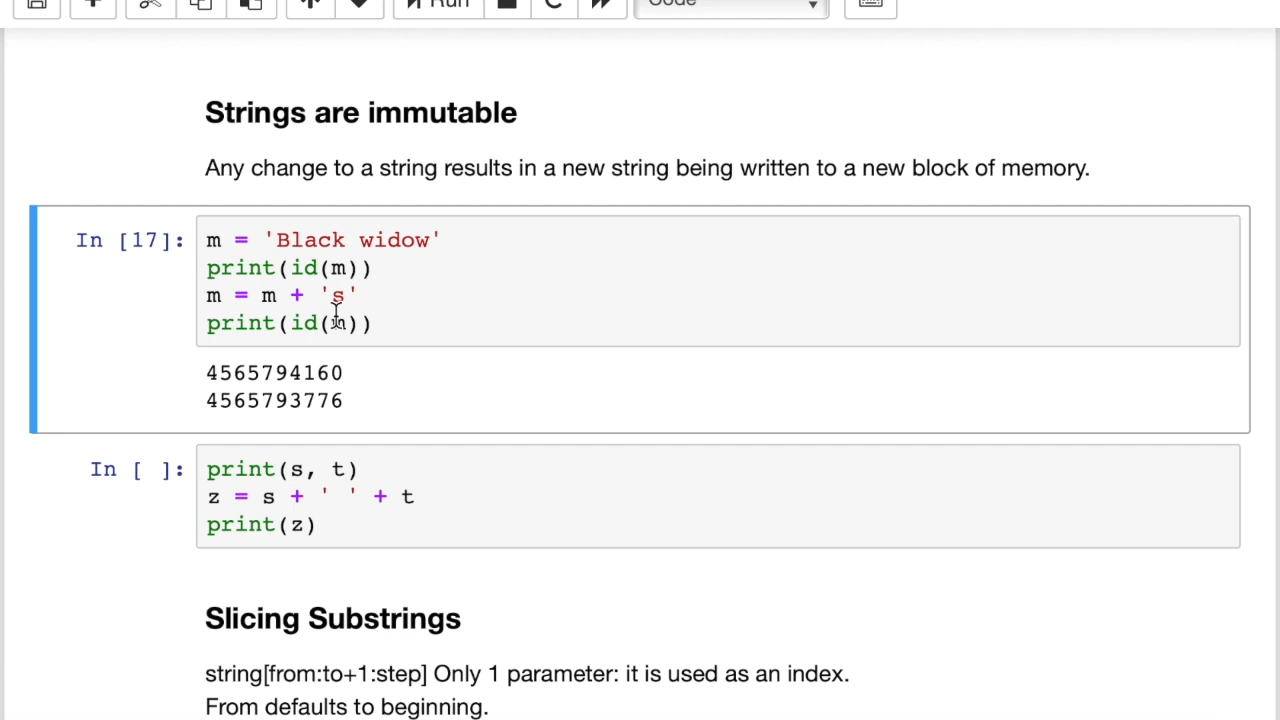 Run
Code
Strings are immutable
Any change to a string results in a new string being written to a new block of memory.
In [17]:
m = 'Black widow'
print(id(m))
m = m + 's'
print(id(m))
4565794160
4565793776
In [ ]:
print(s, t)
z = s + ' ' + t
print(z)
Slicing Substrings
string[from:to+1:step] Only 1 parameter: it is used as an index.
From defaults to beginning.